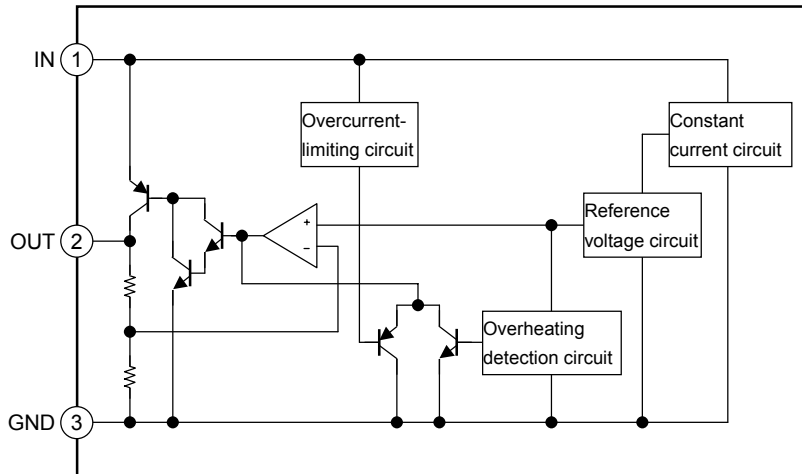 IN 1
Overcurrent-
limiting circuit
Constant
current circuit
OUT 2
+
−
Reference
voltage circuit
Overheating
detection circuit
GND 3